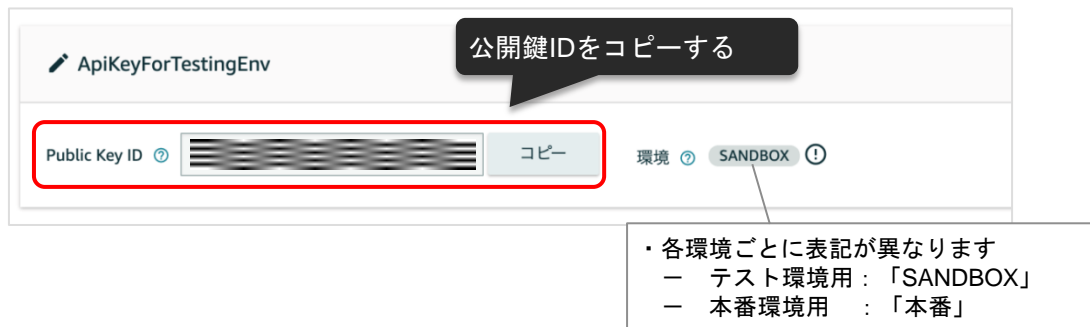 公開鍵IDをコピーする
ApiKeyForTestingEnv
Public Key ID
コピー
環境
SANDBOX
・各環境ごとに表記が異なります
－ テスト環境用：「SANDBOX」
－ 本番環境用 ：「本番」